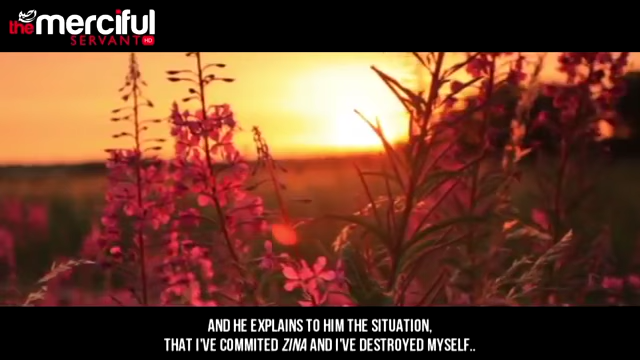 the merciful
SERVANT HD
AND HE EXPLAINS TO HIM THE SITUATION,
THAT I'VE COMMITED ZINA AND I'VE DESTROYED MYSELF..